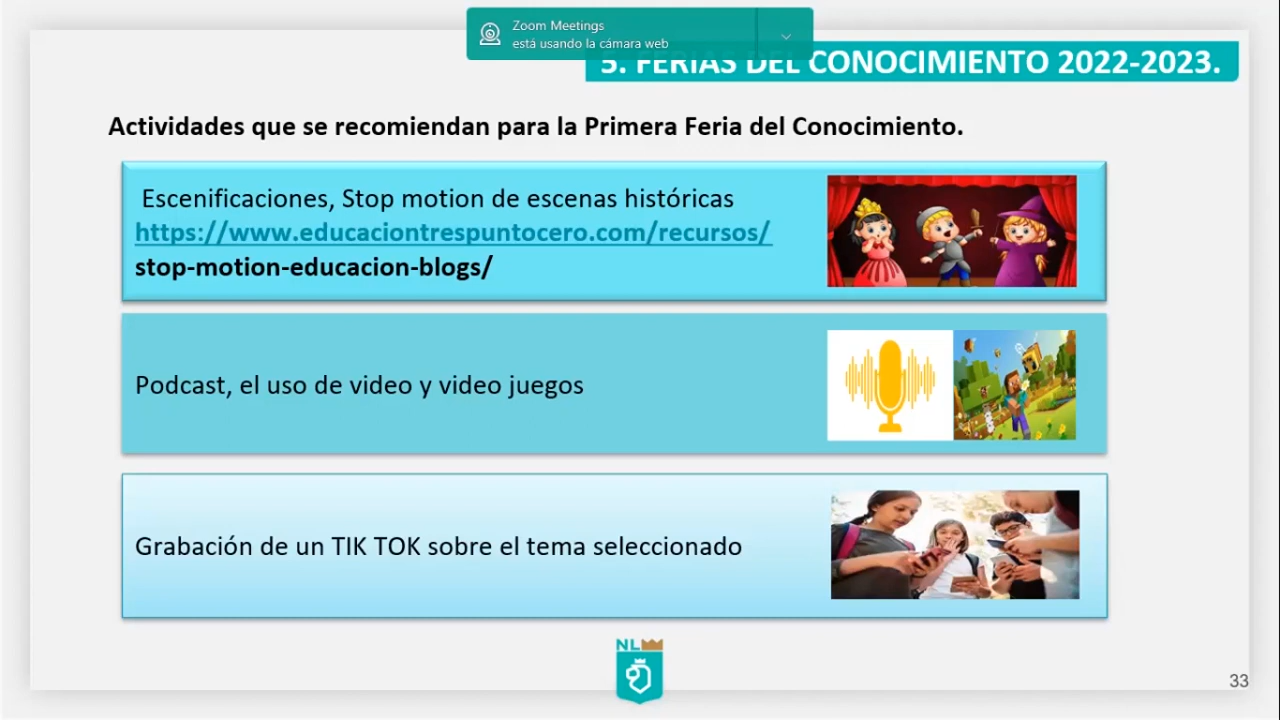 Zoom Meetings
está usando la cámara web
5. FERIAS DEL CONOCIMIENTO 2022-2023.
Actividades que se recomiendan para la Primera Feria del Conocimiento.
Escenificaciones, Stop motion de escenas históricas
https://www.educaciontrespuntocero.com/recursos/
stop-motion-educacion-blogs/
Podcast, el uso de video y video juegos
Grabación de un TIK TOK sobre el tema seleccionado
NL
33